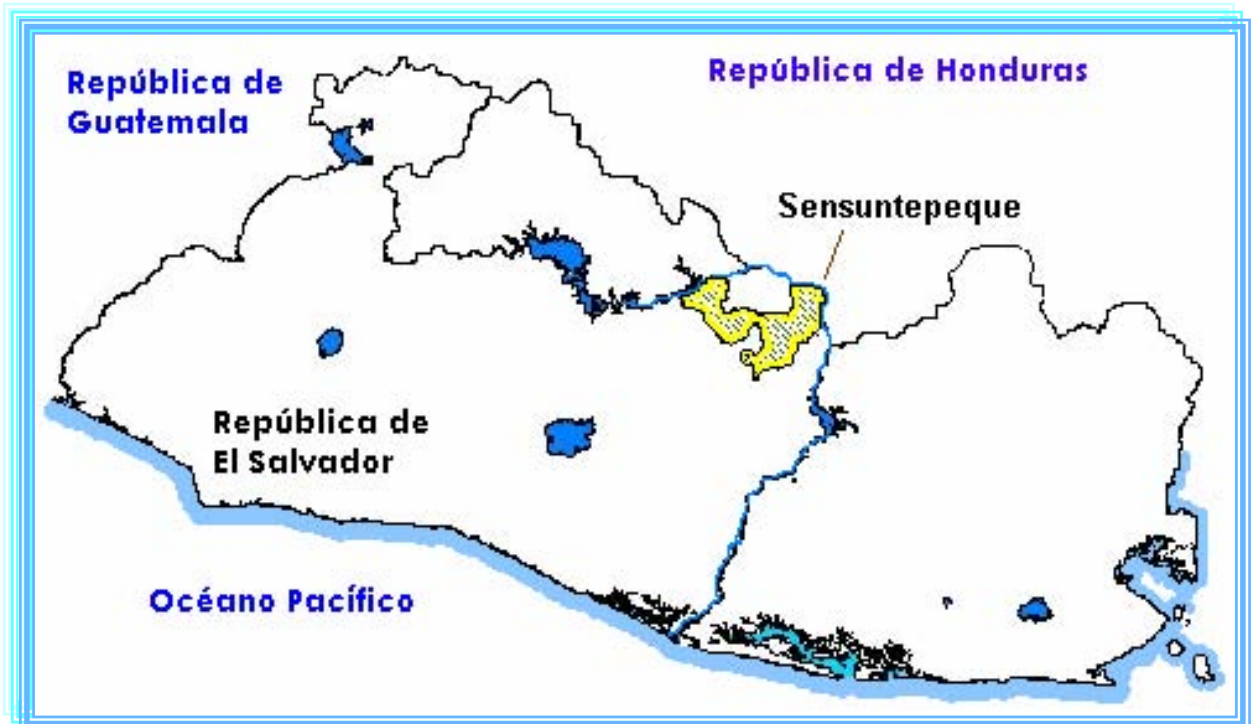 República de
Guatemala
República de Honduras
Sensuntepeque
República de
El Salvador
Océano Pacífico